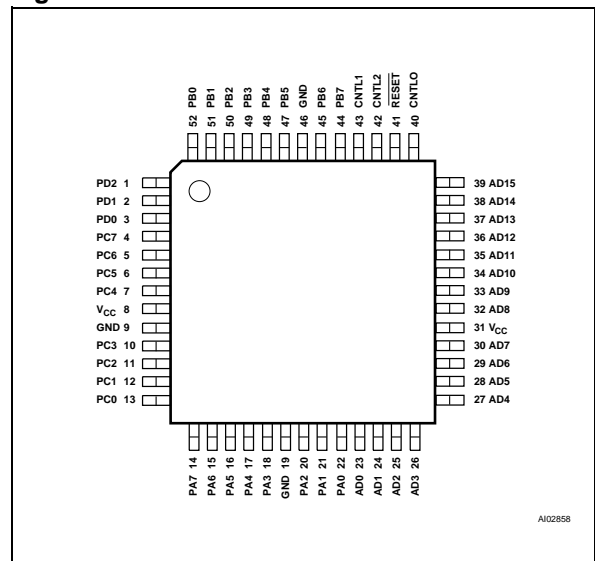 52 PB0
51 PB1
50 PB2
49 PB3
48 PB4
47 PB5
46 GND
45 PB6
44 PB7
43 CNTL1
42 CNTL2
41 RESET
40 CNTL0
PD2 1
PD1 2
PD0 3
PC7 4
PC6 5
PC5 6
PC4 7
VCC 8
GND 9
PC3 10
PC2 11
PC1 12
PC0 13
39 AD15
38 AD14
37 AD13
36 AD12
35 AD11
34 AD10
33 AD9
32 AD8
31 VCC
30 AD7
29 AD6
28 AD5
27 AD4
PA7 14
PA6 15
PA5 16
PA4 17
PA3 18
GND 19
PA2 20
PA1 21
PA0 22
AD0 23
AD1 24
AD2 25
AD3 26
AI02858